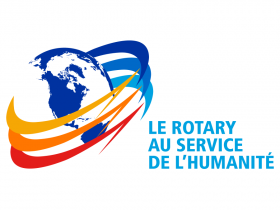 LE ROTARY
AU SERVICE
DE L'HUMANITÉ